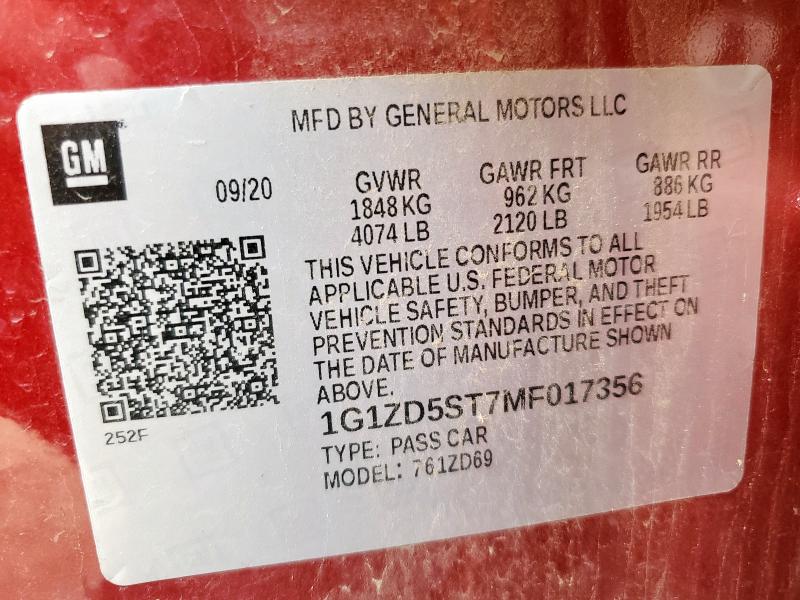 MFD BY GENERAL MOTORS LLC
GM
09/20
GVWR
1848 KG
4074 LB
GAWR FRT
962 KG
2120 LB
GAWR RR
886 KG
1954 LB
THIS VEHICLE CONFORMS TO ALL
APPLICABLE U.S. FEDERAL MOTOR
VEHICLE SAFETY, BUMPER, AND THEFT
PREVENTION STANDARDS IN EFFECT ON
THE DATE OF MANUFACTURE SHOWN
ABOVE.
1G1ZD5ST7MF017356
TYPE: PASS CAR
MODEL: 761ZD69
252F